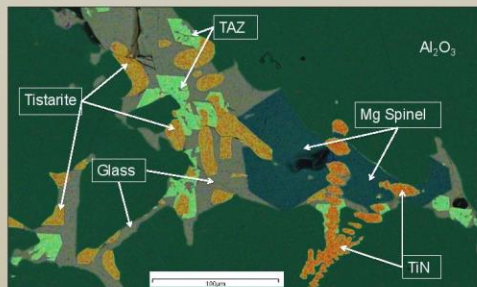 TAZ
Al₂O₃
Tistarite
Mg Spinel
Glass
TiN
100µm